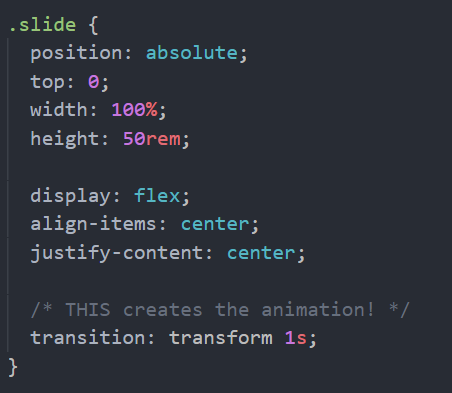 .slide {
position: absolute;
top: 0;
width: 100%;
height: 50rem;
display: flex;
align-items: center;
justify-content: center;
/* THIS creates the animation! */
transition: transform 1s;
}